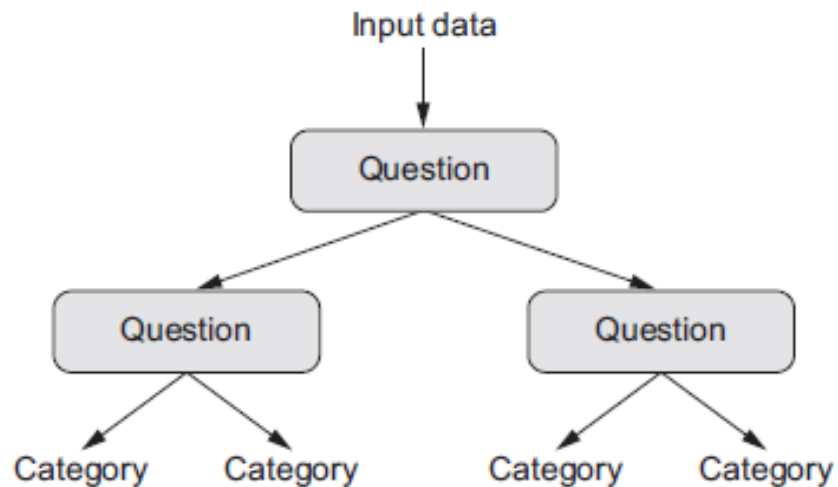 Input data
Question
Question
Question
Category
Category
Category
Category